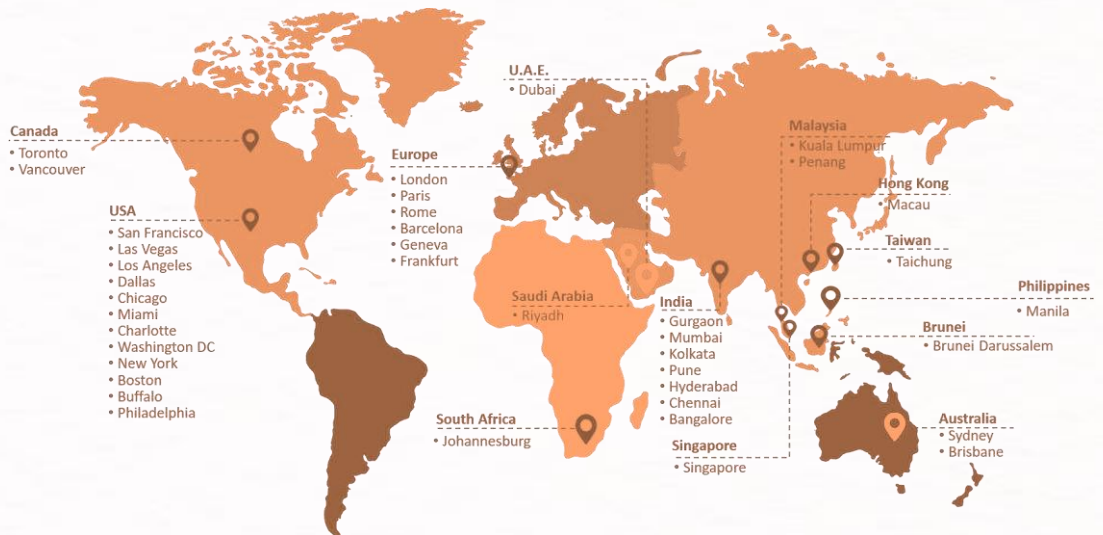 Canada
• Toronto
• Vancouver
USA
• San Francisco
• Las Vegas
• Los Angeles
• Dallas
• Chicago
• Miami
• Charlotte
• Washington DC
• New York
• Boston
• Buffalo
• Philadelphia
Europe
• London
• Paris
• Rome
• Barcelona
• Geneva
• Frankfurt
U.A.E.
• Dubai
Saudi Arabia
• Riyadh
South Africa
• Johannesburg
India
• Gurgaon
• Mumbai
• Kolkata
• Pune
• Hyderabad
• Chennai
• Bangalore
Singapore
• Singapore
Malaysia
• Kuala Lumpur
• Penang
Hong Kong
• Macau
Taiwan
• Taichung
Philippines
• Manila
Brunei
• Brunei Darussalem
Australia
• Sydney
• Brisbane